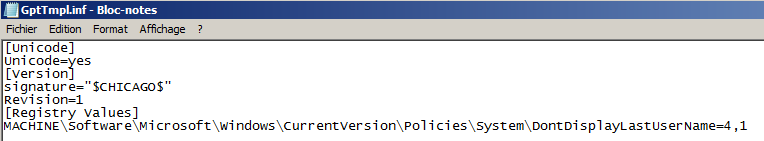 GptTmpl.inf - Bloc-notes
Fichier Edition Format Affichage ?
[Unicode]
Unicode=yes
[Version]
signature="$CHICAGO$"
Revision=1
[Registry Values]
MACHINE\Software\Microsoft\Windows\CurrentVersion\Policies\System\DontDisplayLastUserName=4,1